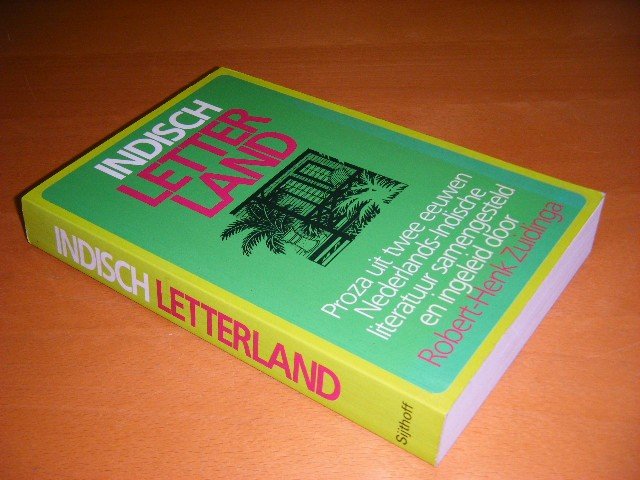 INDISCH
LETTER
LAND
Proza uit twee eeuwen
Nederlands-Indische
literatuur samengesteld
en ingeleid door
Robert-Henk Zuidinga
INDISCH LETTERLAND
Sijthoff